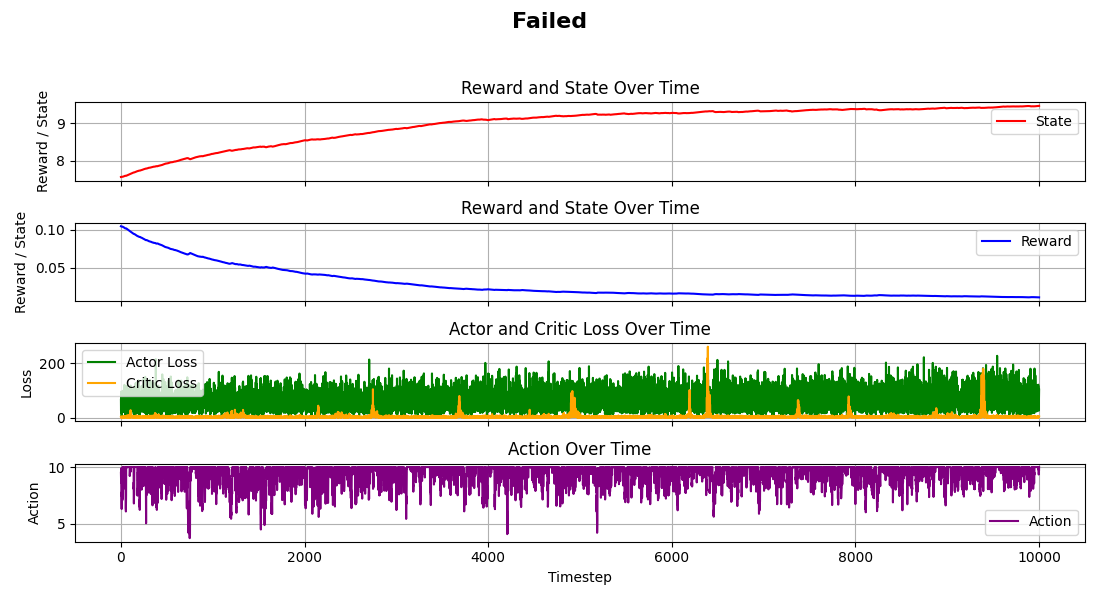 Failed
Reward and State Over Time
Reward / State
9
8
State
Reward and State Over Time
Reward / State
0.10
0.05
Reward
Actor and Critic Loss Over Time
Loss
200
0
Actor Loss
Critic Loss
Action Over Time
Action
10
5
Action
0 2000 4000 6000 8000 10000
Timestep